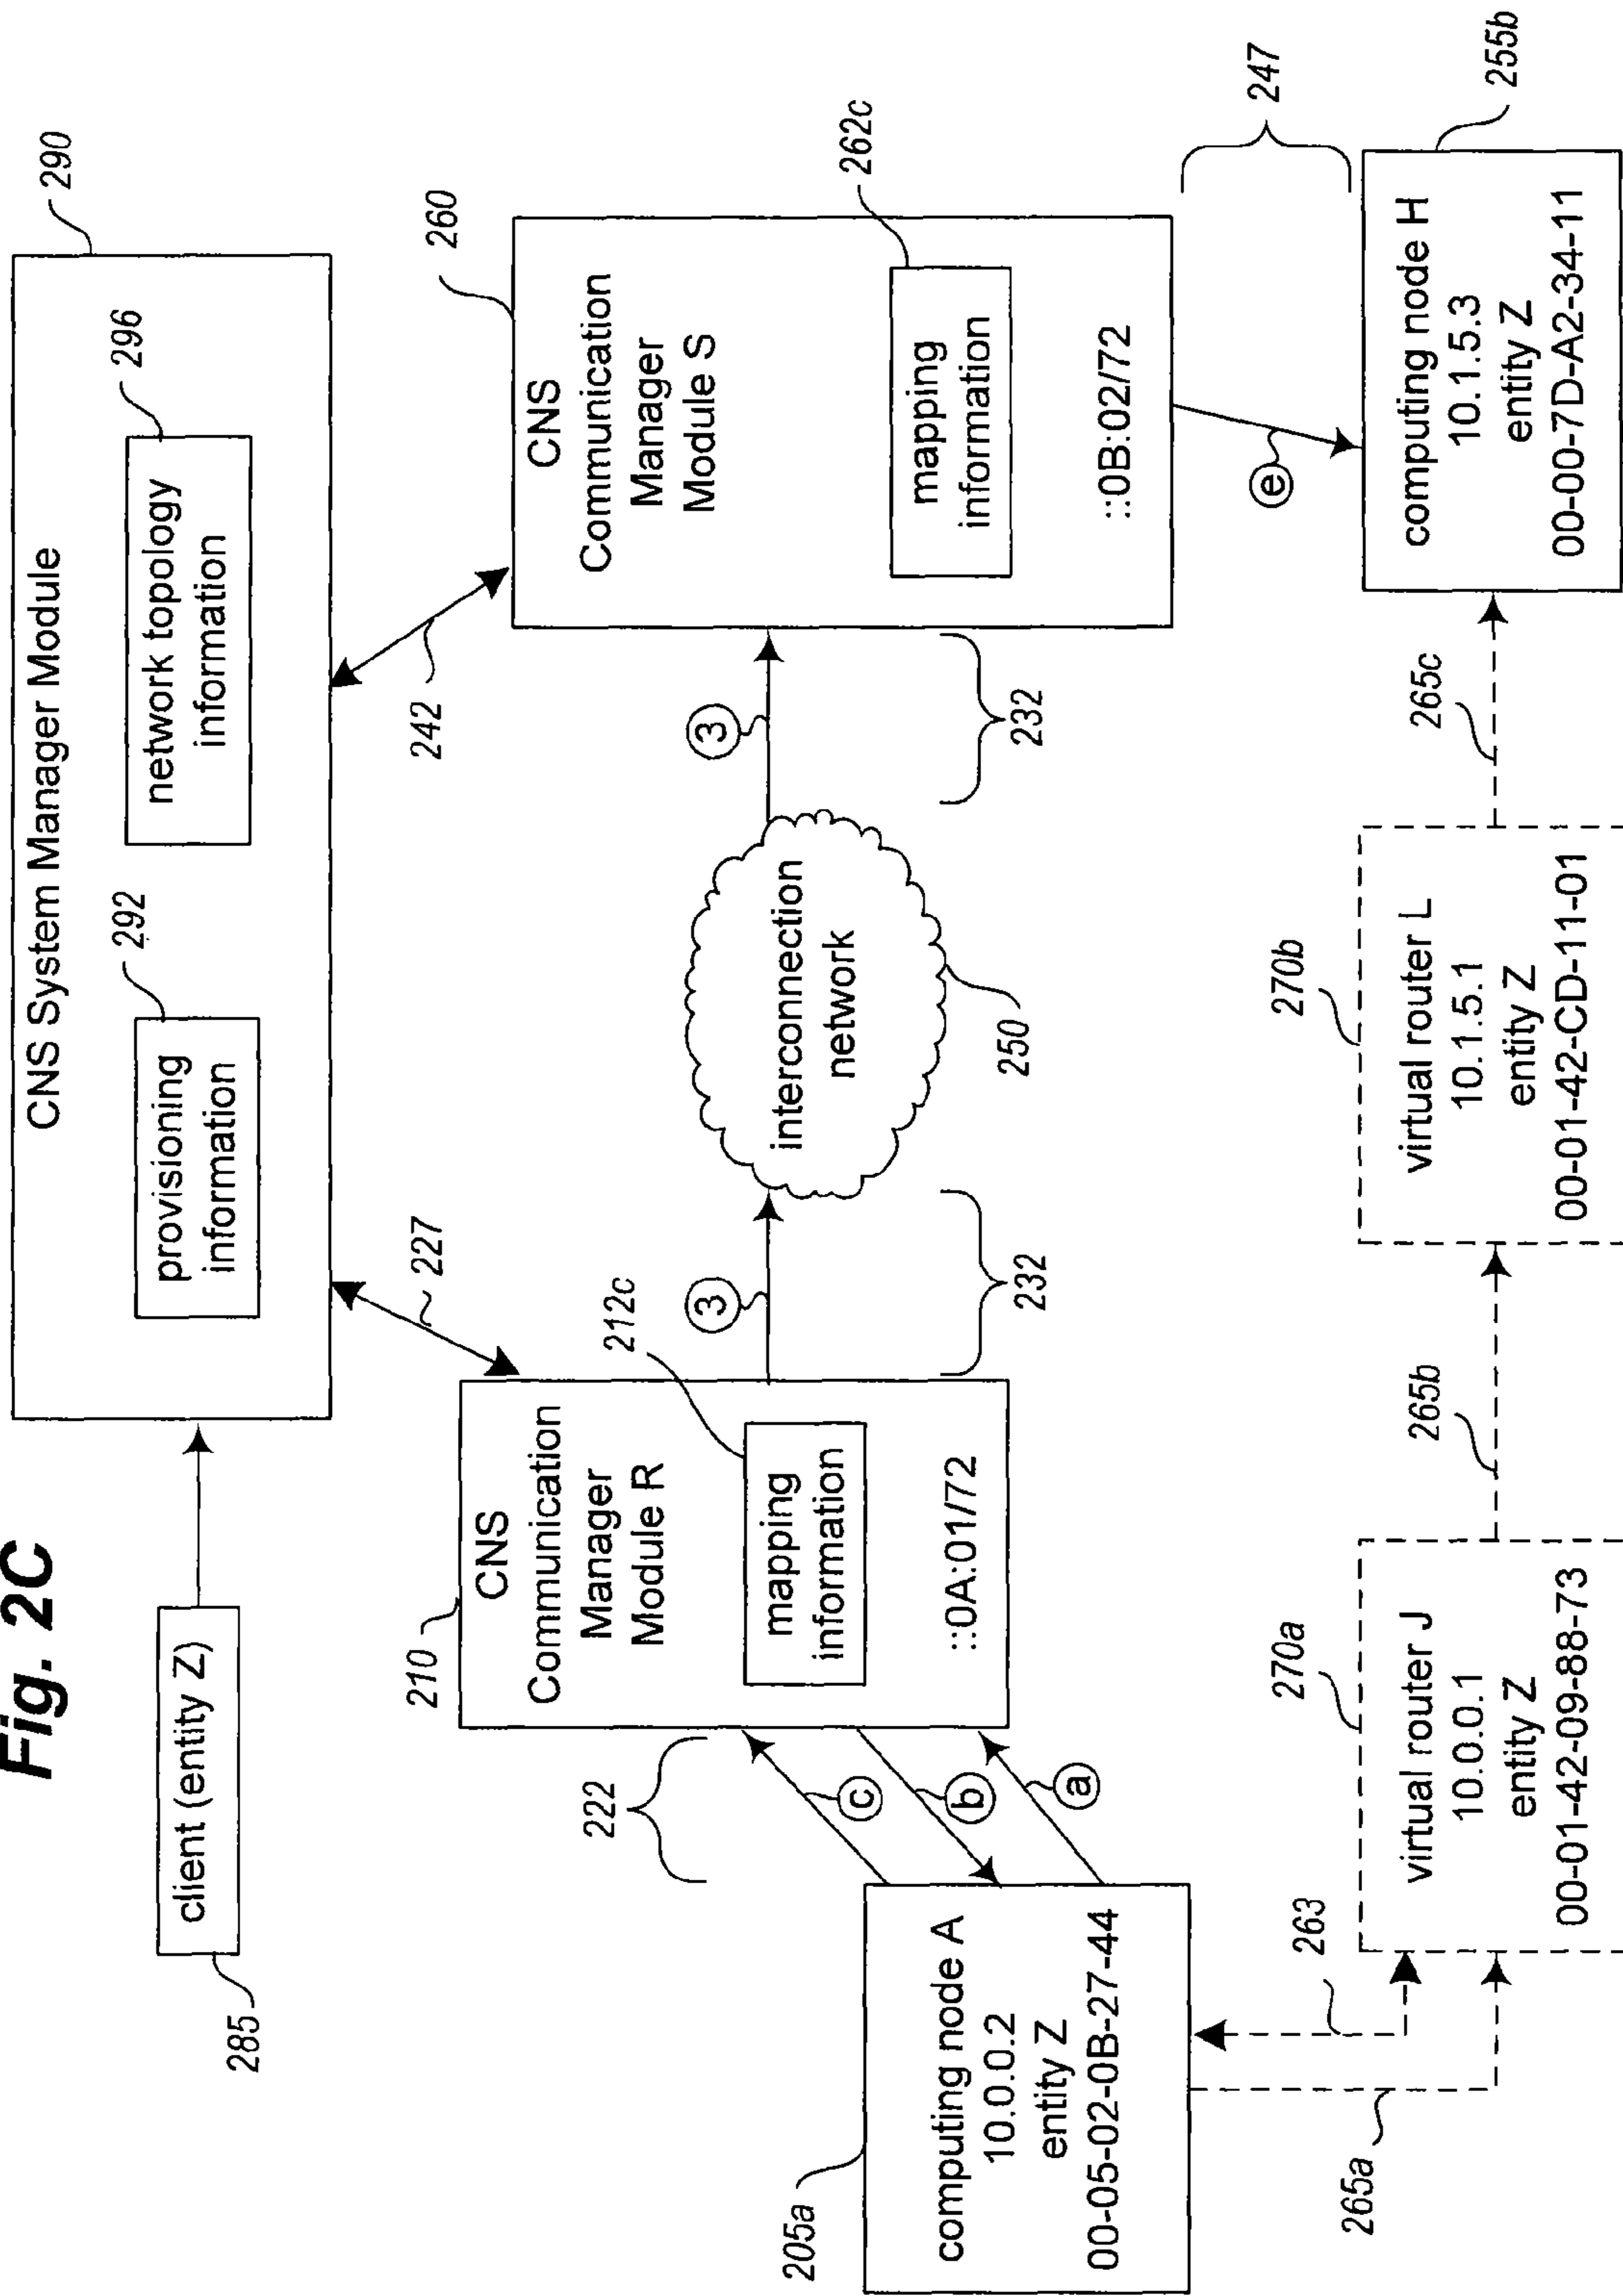 Fig. 2C
CNS System Manager Module
290
provisioning
information
292
network topology
information
296
client (entity Z)
285
227
242
210
CNS
Communication
Manager
Module R
mapping
information
212c
::0A:01/72
3
232
interconnection
network
250
3
232
260
CNS
Communication
Manager
Module S
mapping
information
262c
::0B:02/72
222
c
b
a
e
247
205a
computing node A
10.0.0.2
entity Z
00-05-02-0B-27-44
263
265a
270a
virtual router J
10.0.0.1
entity Z
00-01-42-09-88-73
265b
270b
virtual router L
10.1.5.1
entity Z
00-01-42-CD-11-01
265c
computing node H
10.1.5.3
entity Z
00-00-7D-A2-34-11
255b